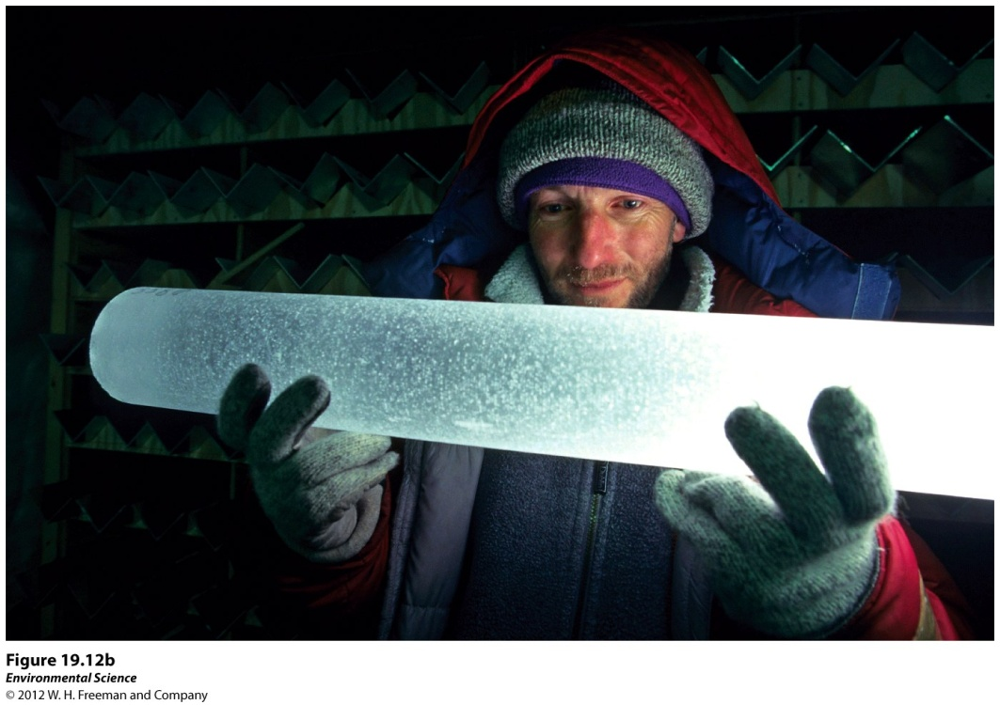 Figure 19.12b
Environmental Science
© 2012 W. H. Freeman and Company